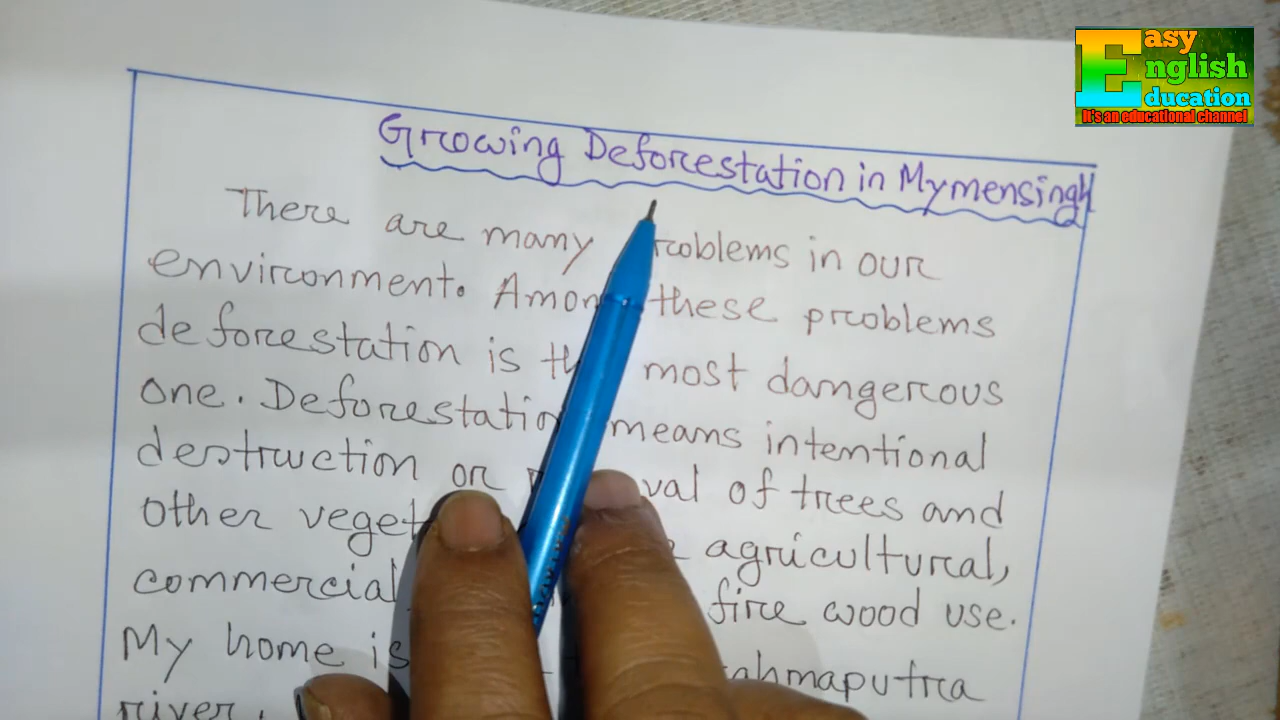 Easy
English
Education
It's an educational channel
Growing Deforestation in Mymensingh
There are many problems in our
environment. Among these problems
deforestation is the most dangerous
one. Deforestation means intentional
destruction or val of trees and
other veget agricultural,
commercial, fire wood use.
My home is ahmaputra
river.